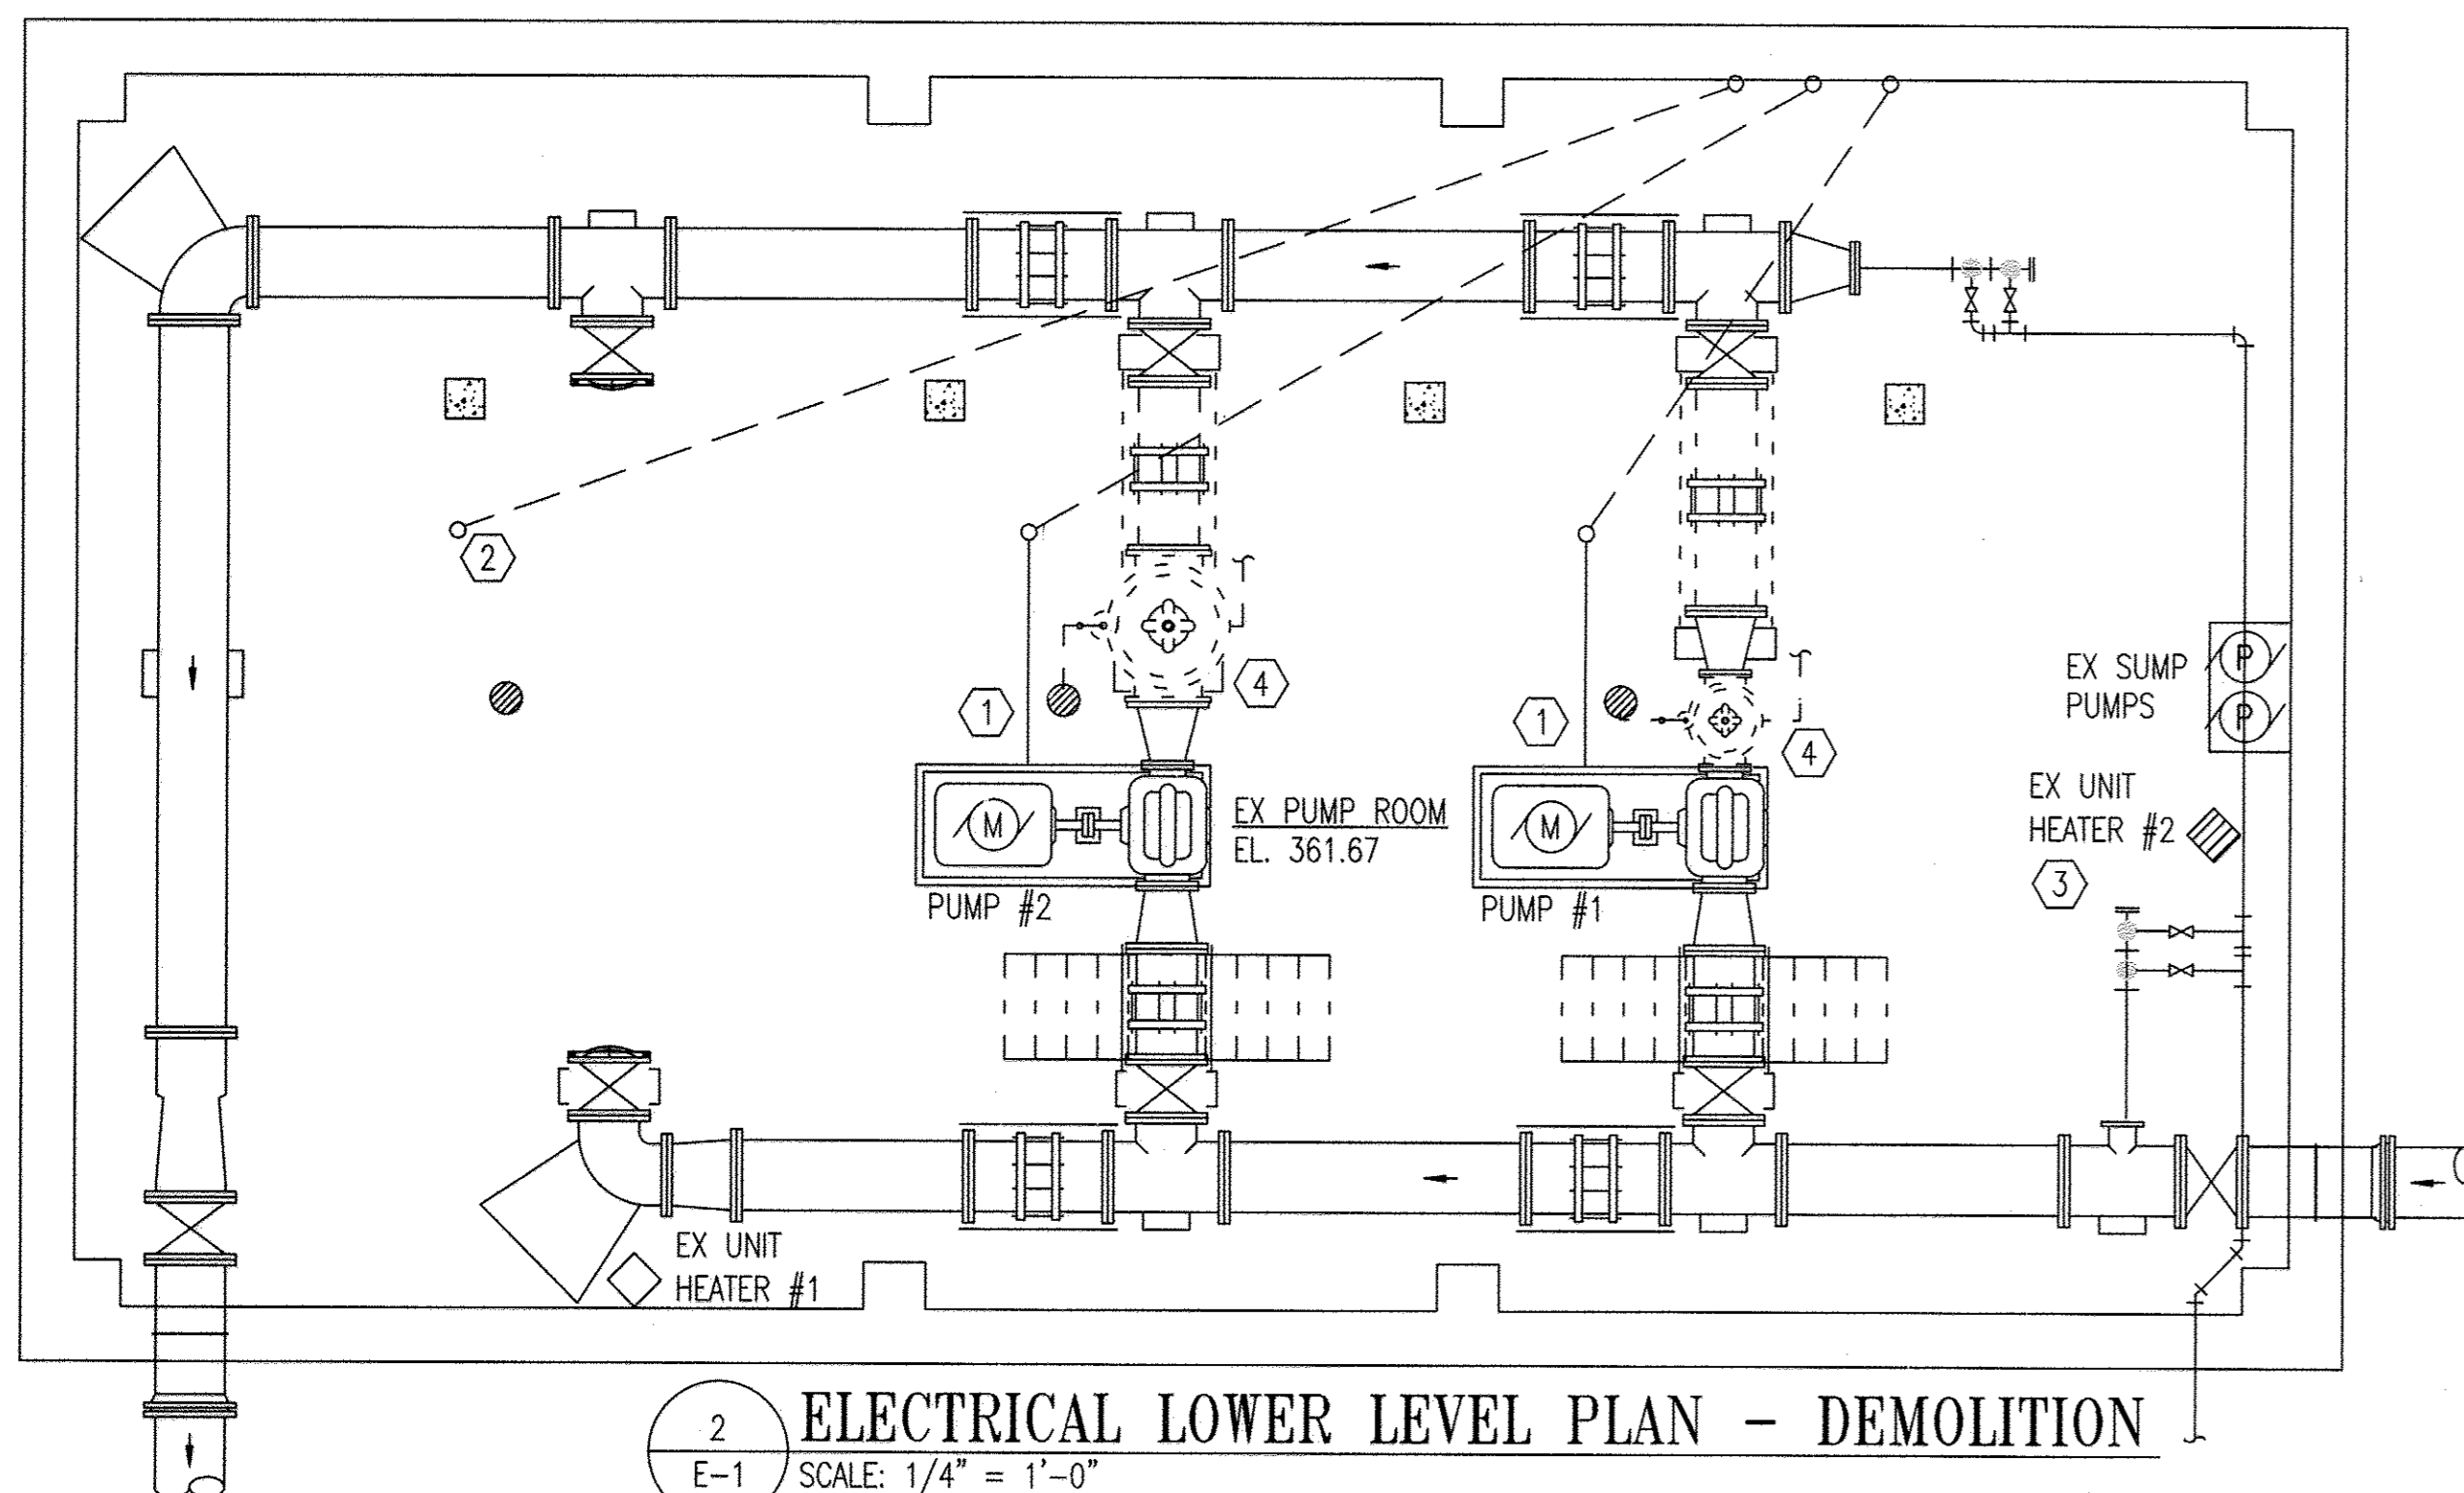 2
1
4
1
4
EX SUMP
PUMPS
P
P
EX UNIT
HEATER #2
3
M
EX PUMP ROOM
EL. 361.67
M
PUMP #2
PUMP #1
EX UNIT
HEATER #1
2
E-1
ELECTRICAL LOWER LEVEL PLAN - DEMOLITION
SCALE: 1/4" = 1'-0"